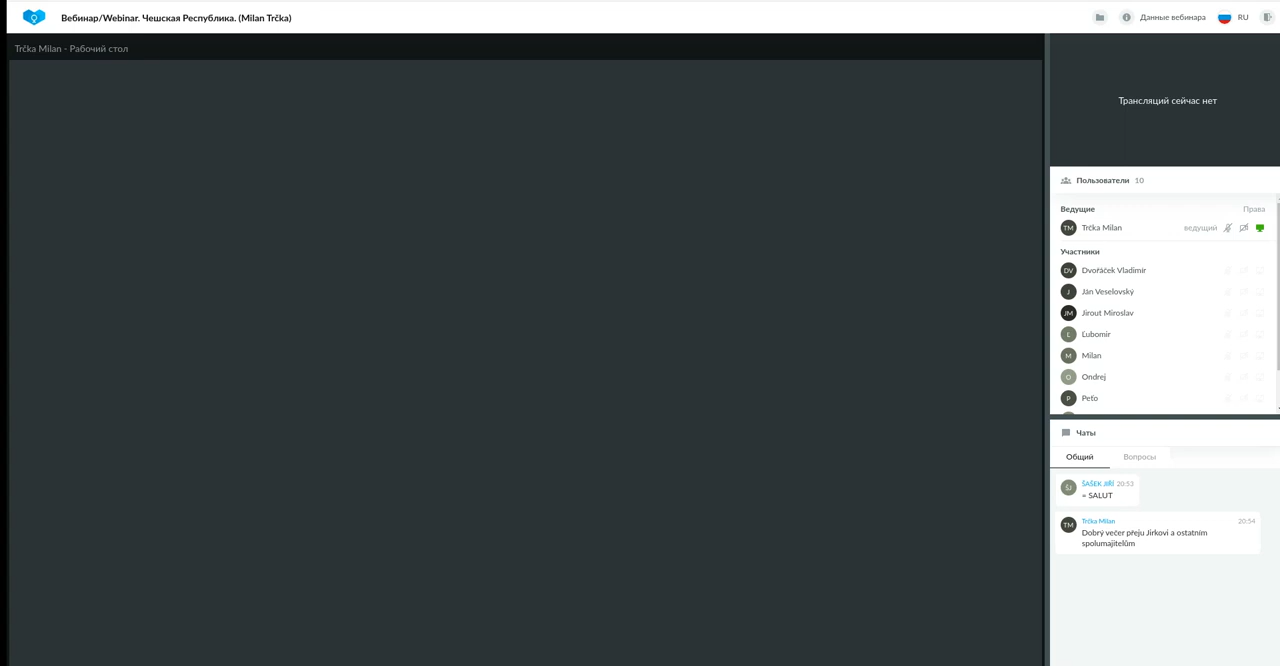 Вебинар/Webinar. Чешская Республика. (Milan Trčka)
Данные вебинара
RU
Trčka Milan - Рабочий стол
Трансляций сейчас нет
Пользователи 10
Ведущие Права
TM Trčka Milan ведущий
Участники
DV Dvořáček Vladimír
J Ján Veselovský
JM Jirout Miroslav
Ľ Ľubomír
M Milan
O Ondrej
P Peťo
Чаты
Общий Вопросы
ŠJ ŠAŠEK JIŘÍ 20:53
= SALUT
TM Trčka Milan 20:54
Dobrý večer přeju Jirkovi a ostatním
spolumajitelům